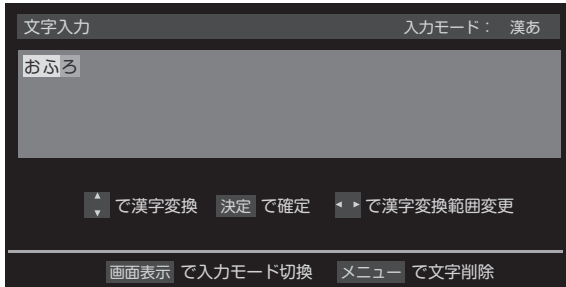 文字入力 入力モード： 漢あ
おふろ
で漢字変換 決定 で確定 で漢字変換範囲変更
画面表示 で入力モード切換 メニュー で文字削除